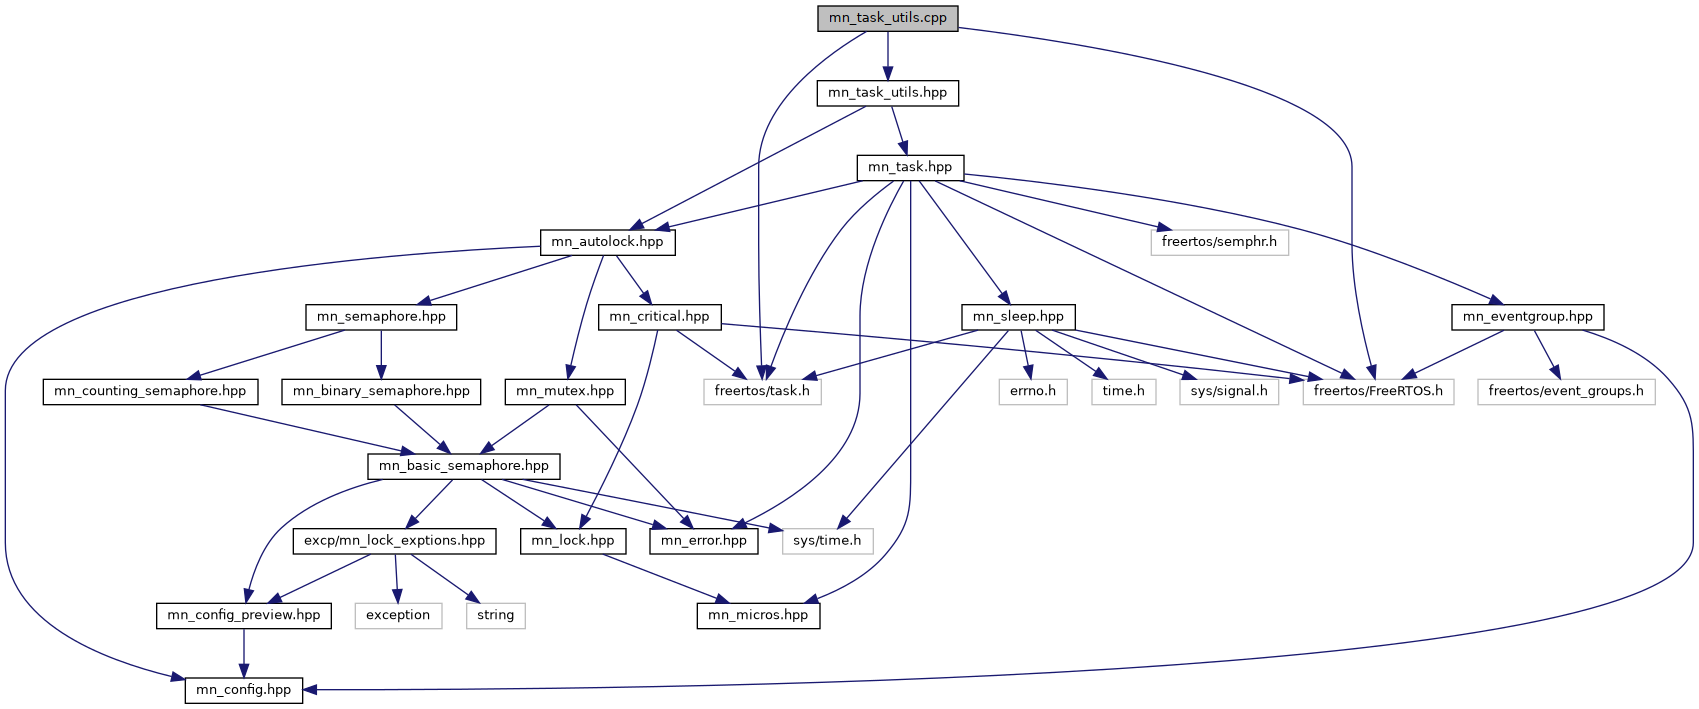 mn_task_utils.cpp
mn_task_utils.hpp
mn_task.hpp
mn_autolock.hpp
freertos/semphr.h
mn_semaphore.hpp
mn_critical.hpp
mn_sleep.hpp
mn_eventgroup.hpp
mn_counting_semaphore.hpp
mn_binary_semaphore.hpp
mn_mutex.hpp
freertos/task.h
errno.h
time.h
sys/signal.h
freertos/FreeRTOS.h
freertos/event_groups.h
mn_basic_semaphore.hpp
excp/mn_lock_exptions.hpp
mn_lock.hpp
mn_error.hpp
sys/time.h
mn_config_preview.hpp
exception
string
mn_micros.hpp
mn_config.hpp